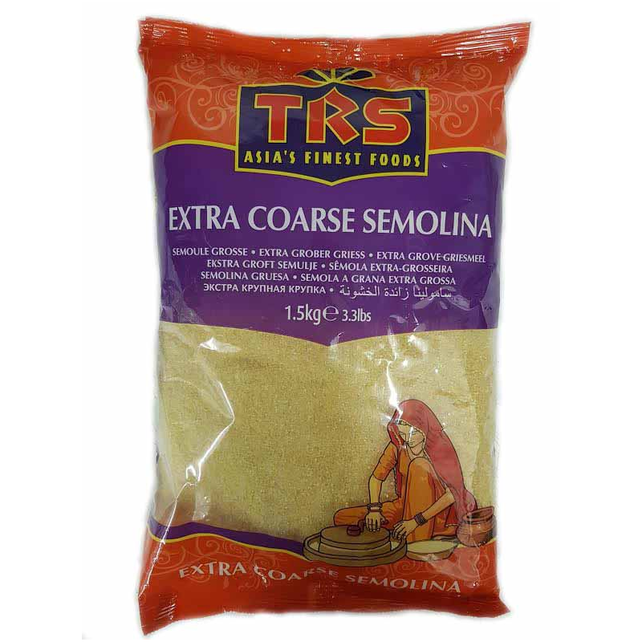 TRS
ASIA'S FINEST FOODS
EXTRA COARSE SEMOLINA
SEMOULE GROSSE • EXTRA GROBER GRIESS • EXTRA GROVE-GRIESMEEL
EKSTRA GROFT SEMULJE • SÊMOLA EXTRA-GROSSEIRA
SEMOLINA GRUESA • SEMOLA A GRANA EXTRA GROSSA
ЭКСТРА КРУПНАЯ КРУПКА • سامولينا زائدة الخشونة
1.5kg℮ 3.3lbs
EXTRA COARSE SEMOLINA